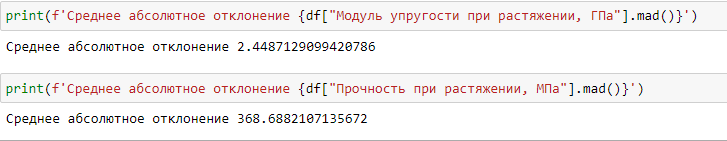 print(f'Среднее абсолютное отклонение {df["Модуль упругости при растяжении, ГПа"].mad()}')
Среднее абсолютное отклонение 2.4487129099420786
print(f'Среднее абсолютное отклонение {df["Прочность при растяжении, МПа"].mad()}')
Среднее абсолютное отклонение 368.6882107135672